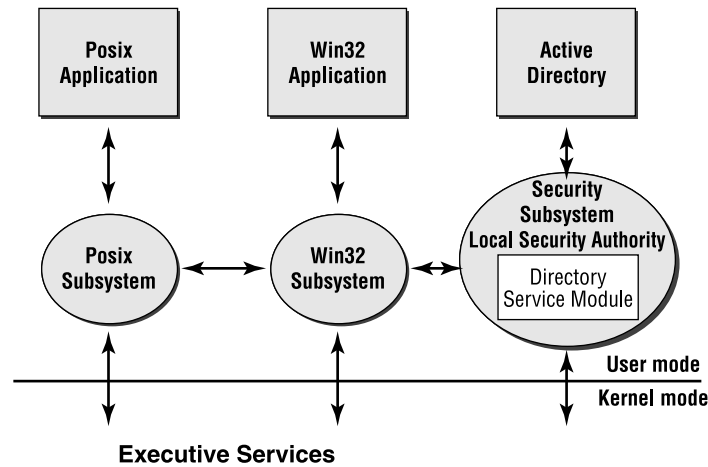 Posix
Application
Win32
Application
Active
Directory
Posix
Subsystem
Win32
Subsystem
Security
Subsystem
Local Security Authority
Directory
Service Module
User mode
Kernel mode
Executive Services